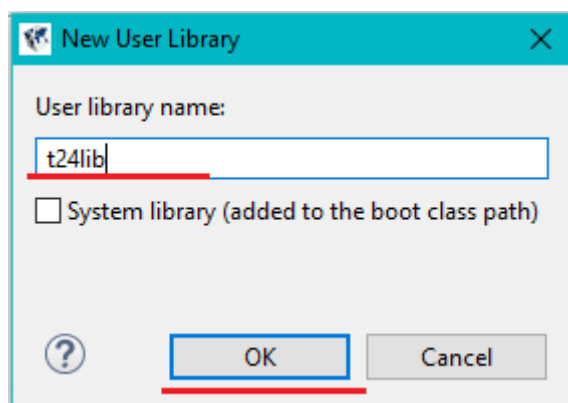 New User Library
User library name:
t24lib
System library (added to the boot class path)
?
OK Cancel